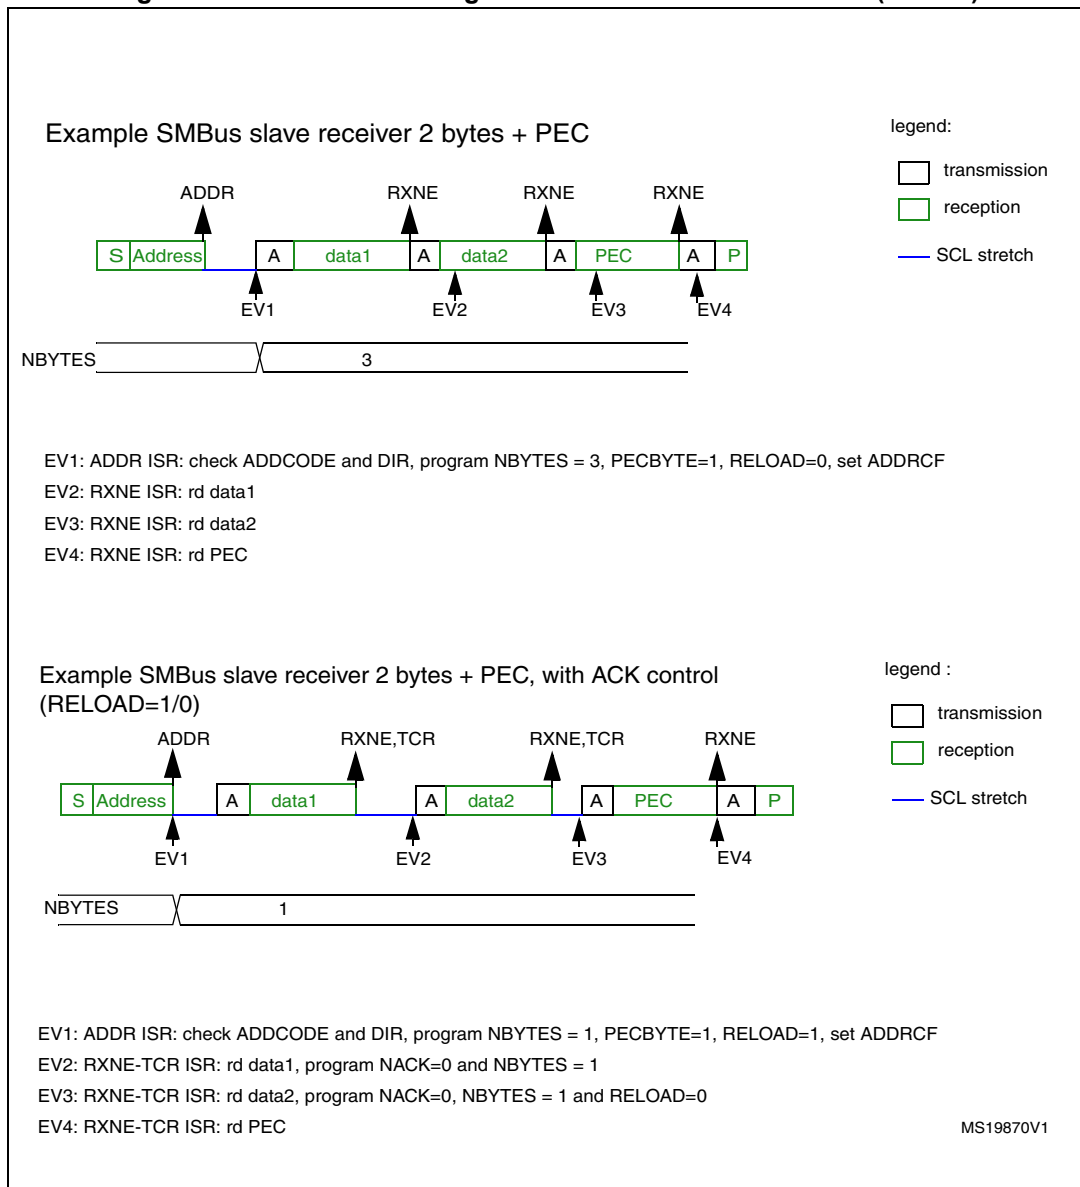 Example SMBus slave receiver 2 bytes + PEC
legend:
transmission
reception
SCL stretch
ADDR RXNE RXNE RXNE
S Address A data1 A data2 A PEC A P
EV1 EV2 EV3 EV4
NBYTES 3
EV1: ADDR ISR: check ADDCODE and DIR, program NBYTES = 3, PECBYTE=1, RELOAD=0, set ADDRCF
EV2: RXNE ISR: rd data1
EV3: RXNE ISR: rd data2
EV4: RXNE ISR: rd PEC
Example SMBus slave receiver 2 bytes + PEC, with ACK control
(RELOAD=1/0)
legend :
transmission
reception
SCL stretch
ADDR RXNE,TCR RXNE,TCR RXNE
S Address A data1 A data2 A PEC A P
EV1 EV2 EV3 EV4
NBYTES 1
EV1: ADDR ISR: check ADDCODE and DIR, program NBYTES = 1, PECBYTE=1, RELOAD=1, set ADDRCF
EV2: RXNE-TCR ISR: rd data1, program NACK=0 and NBYTES = 1
EV3: RXNE-TCR ISR: rd data2, program NACK=0, NBYTES = 1 and RELOAD=0
EV4: RXNE-TCR ISR: rd PEC
MS19870V1